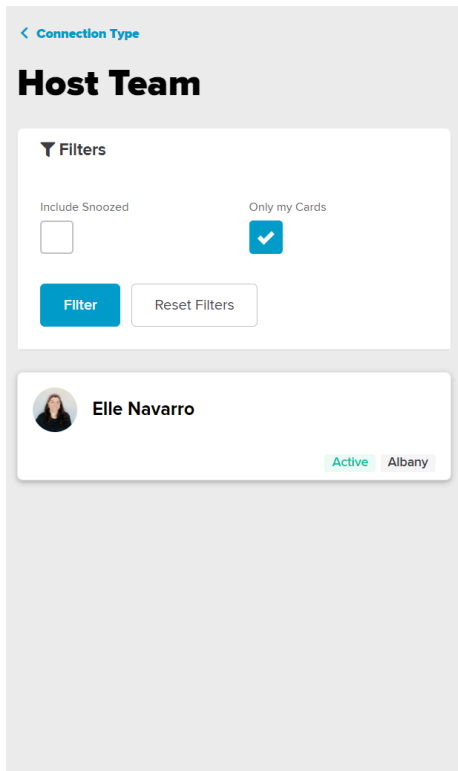 Connection Type
Host Team
Filters
Include Snoozed Only my Cards
Filter Reset Filters
Elle Navarro
Active Albany